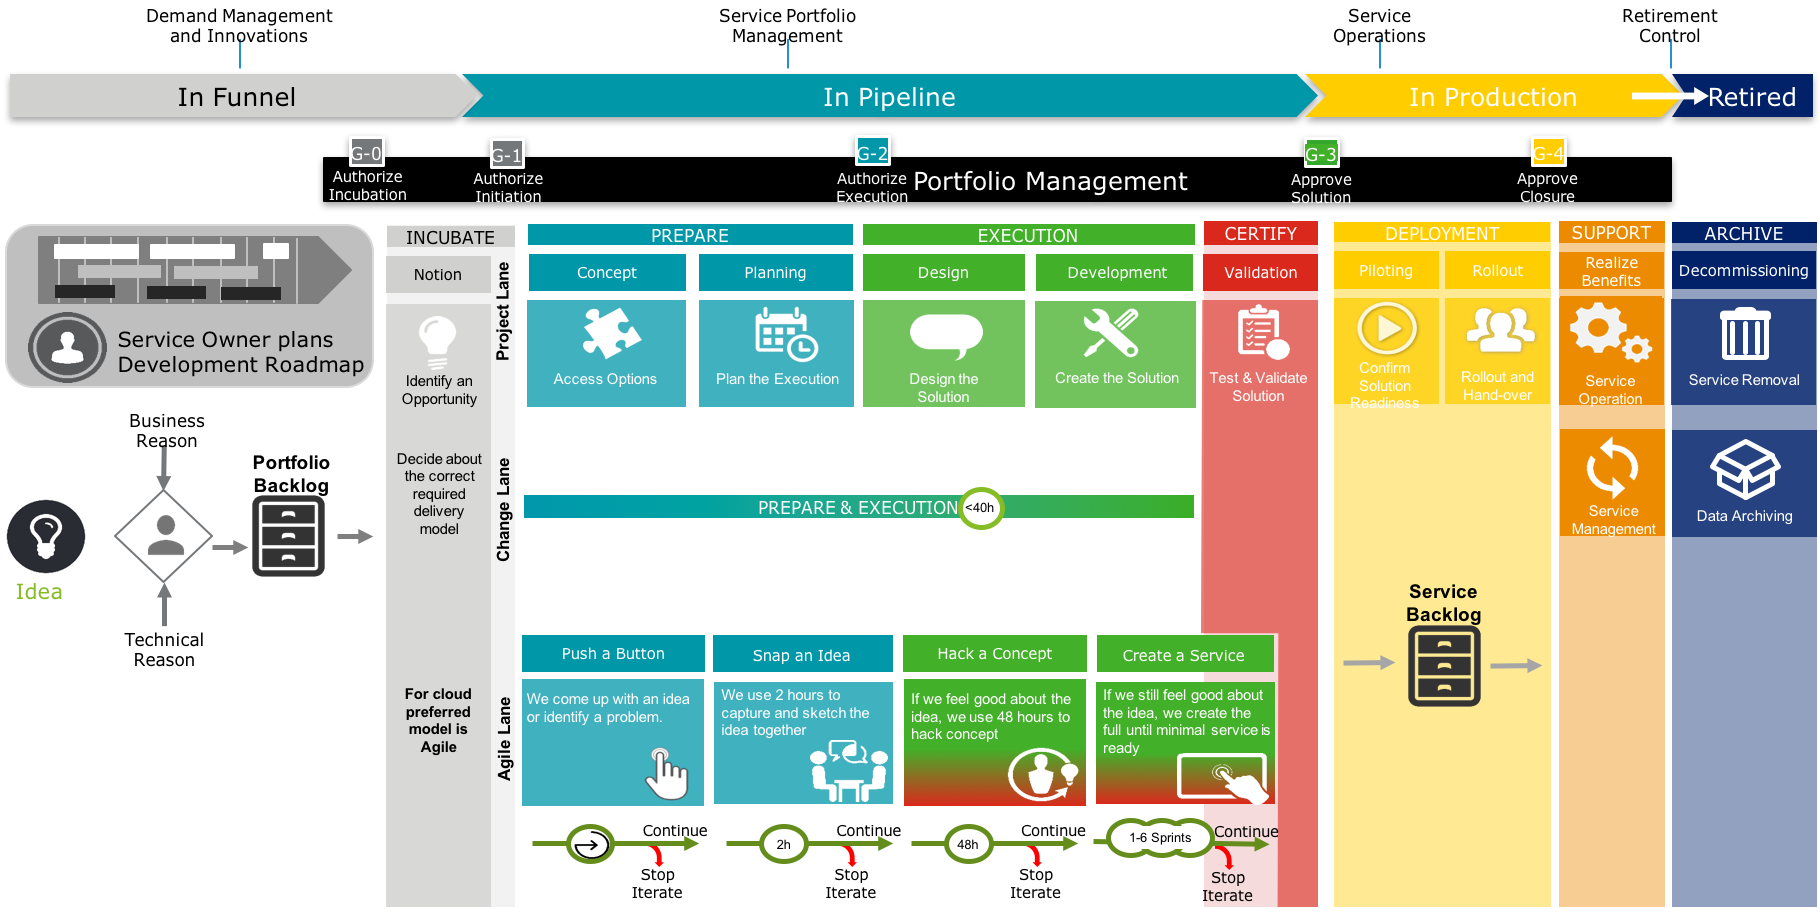 Demand Management
and Innovations
Service Portfolio
Management
Service
Operations
Retirement
Control
In Funnel
In Pipeline
In Production
Retired
G-0
G-1
G-2
G-3
G-4
Authorize
Incubation
Authorize
Initiation
Authorize
Execution
Portfolio Management
Approve
Solution
Approve
Closure
INCUBATE
PREPARE
EXECUTION
CERTIFY
DEPLOYMENT
SUPPORT
ARCHIVE
Notion
Project Lane
Concept
Planning
Design
Development
Validation
Piloting
Rollout
Realize
Benefits
Decommissioning
Service Owner plans
Development Roadmap
Identify an
Opportunity
Access Options
Plan the Execution
Design the
Solution
Create the Solution
Test & Validate
Solution
Confirm
Solution
Readiness
Rollout and
Hand-over
Service
Operation
Service Removal
Business
Reason
Portfolio
Backlog
Idea
Technical
Reason
Decide about
the correct
required
delivery
model
Change Lane
PREPARE & EXECUTION
<40h
Service
Management
Data Archiving
Service
Backlog
For cloud
preferred
model is
Agile
Agile Lane
Push a Button
Snap an Idea
Hack a Concept
Create a Service
We come up with an idea
or identify a problem.
We use 2 hours to
capture and sketch the
idea together
If we feel good about the
idea, we use 48 hours to
hack concept
If we still feel good about
the idea, we create the
full until minimal service is
ready
Continue
Stop
Iterate
2h
Continue
Stop
Iterate
48h
Continue
Stop
Iterate
1-6 Sprints
Continue
Stop
Iterate